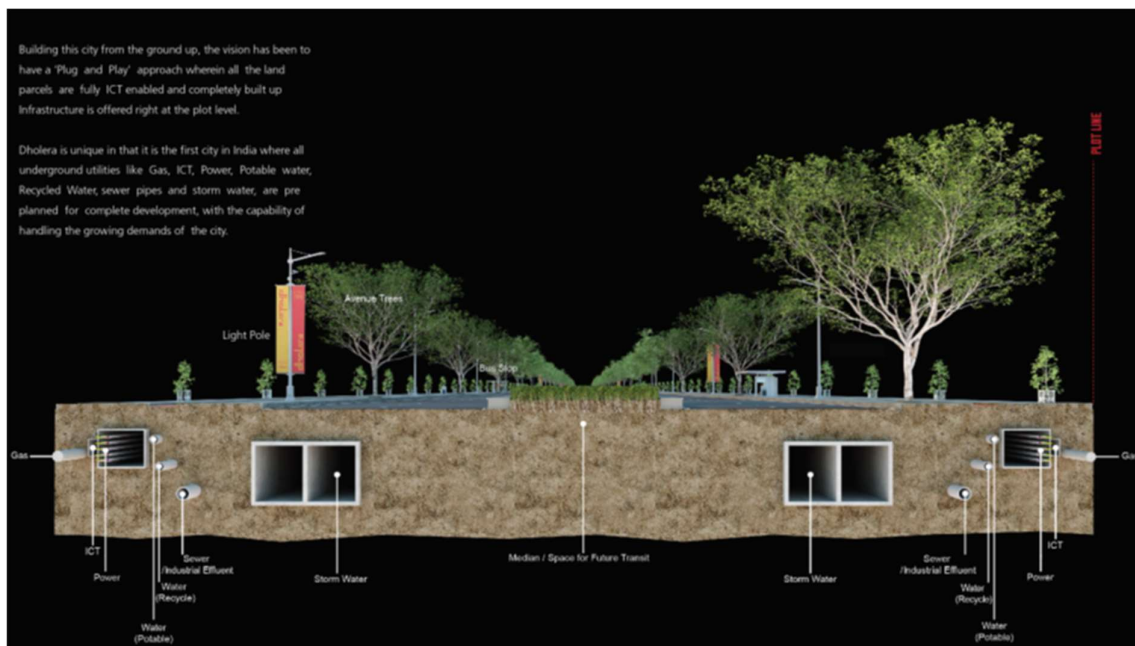 Building this city from the ground up, the vision has been to
have a 'Plug and Play' approach wherein all the land
parcels are fully ICT enabled and completely built up
Infrastructure is offered right at the plot level.
Dholera is unique in that it is the first city in India where all
underground utilities like Gas, ICT, Power, Potable water,
Recycled Water, sewer pipes and storm water, are pre
planned for complete development, with the capability of
handling the growing demands of the city.
PLOT LINE
Avenue Trees
Light Pole
Bus Stop
Gas
Gas
ICT
Power
Water
(Potable)
Water
(Recycle)
Sewer
/Industrial Effluent
Storm Water
Median / Space for Future Transit
Storm Water
Sewer
/Industrial Effluent
Water
(Recycle)
Water
(Potable)
Power
ICT